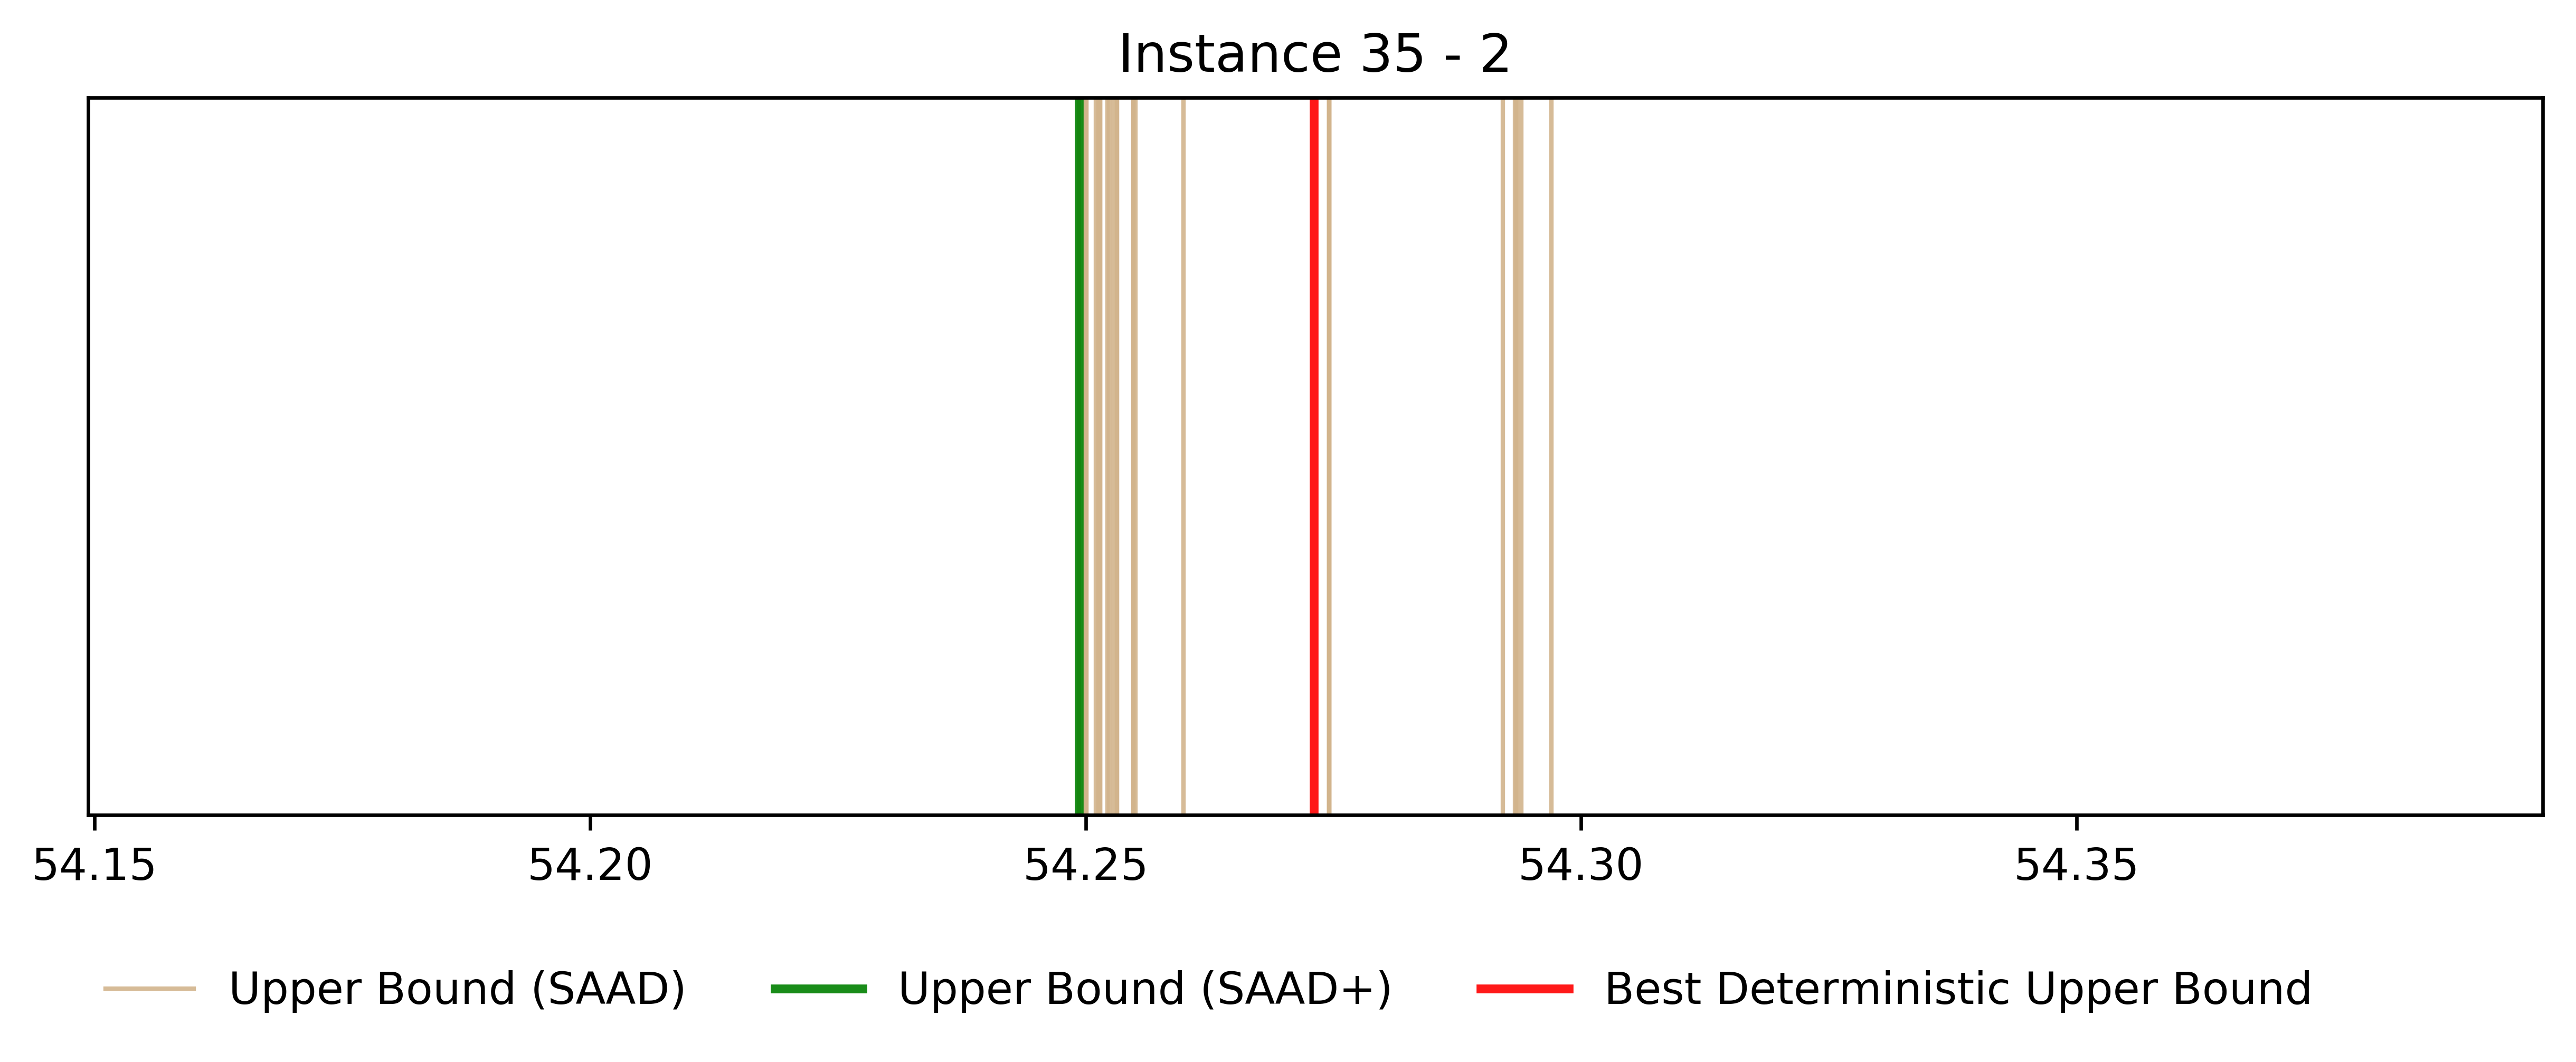 Instance 35 - 2
54.15 54.20 54.25 54.30 54.35
Upper Bound (SAAD) Upper Bound (SAAD+) Best Deterministic Upper Bound